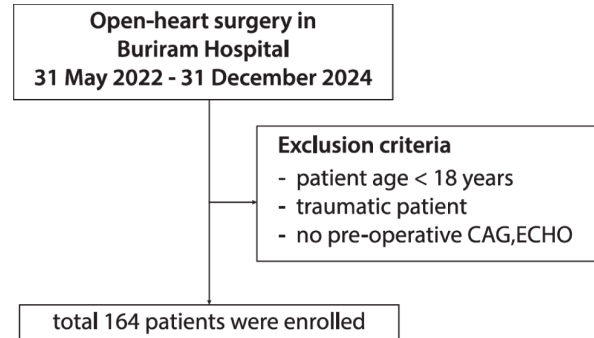 Open-heart surgery in
Buriram Hospital
31 May 2022 - 31 December 2024
Exclusion criteria
- patient age < 18 years
- traumatic patient
- no pre-operative CAG,ECHO
total 164 patients were enrolled